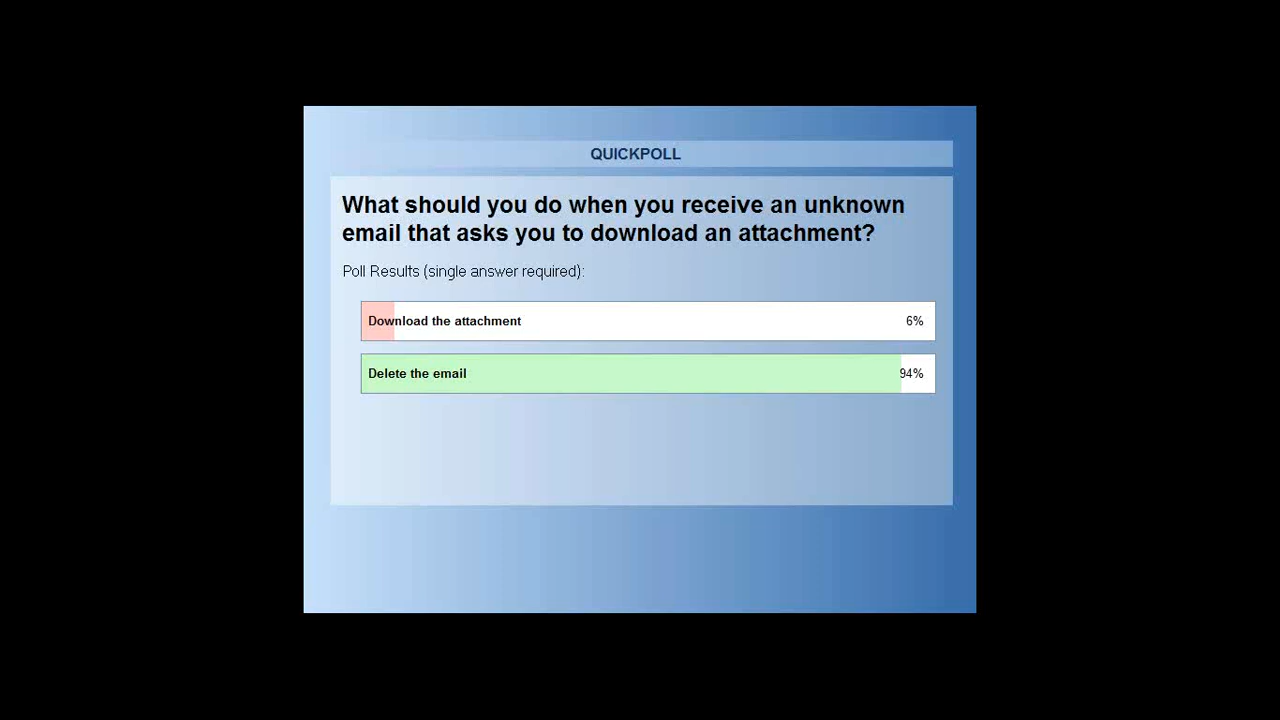 QUICKPOLL
What should you do when you receive an unknown
email that asks you to download an attachment?
Poll Results (single answer required):
Download the attachment 6%
Delete the email 94%